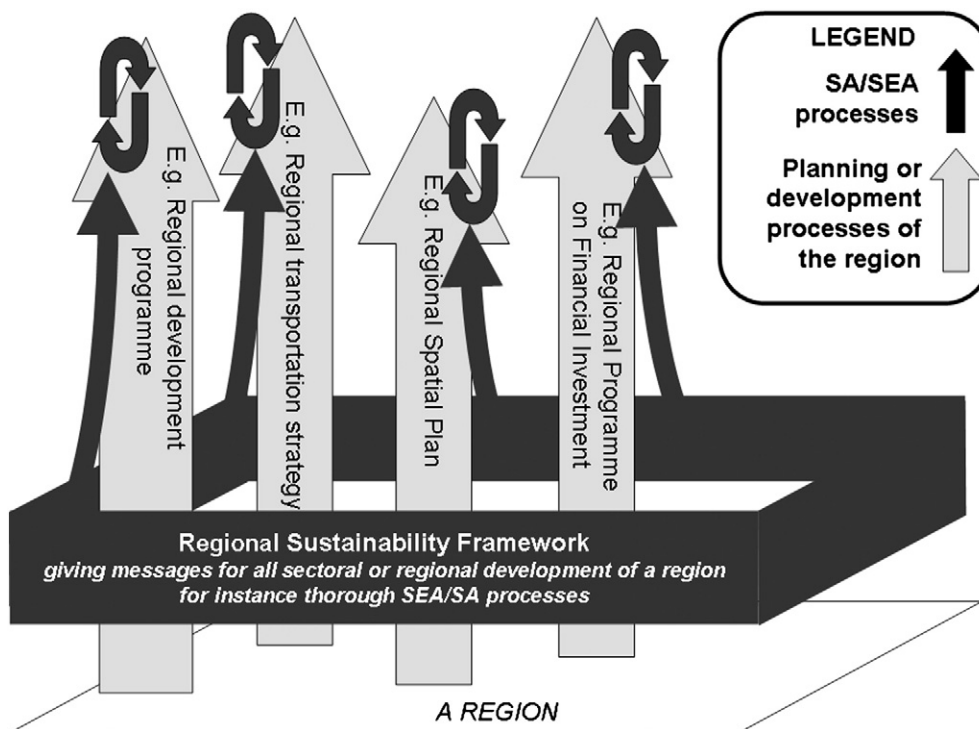 LEGEND
SA/SEA
processes
Planning or
development
processes of
the region
E.g. Regional development
programme
E.g. Regional transportation strategy
E.g. Regional Spatial Plan
E.g. Regional Programme
on Financial Investment
Regional Sustainability Framework
giving messages for all sectoral or regional development of a region
for instance thorough SEA/SA processes
A REGION